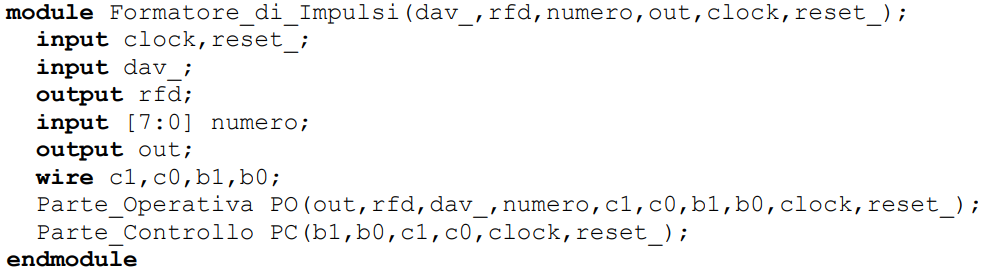 module Formatore_di_Impulsi(dav_,rfd,numero,out,clock,reset_);
input clock,reset_;
input dav_;
output rfd;
input [7:0] numero;
output out;
wire c1,c0,b1,b0;
Parte_Operativa PO(out,rfd,dav_,numero,c1,c0,b1,b0,clock,reset_);
Parte_Controllo PC(b1,b0,c1,c0,clock,reset_);
endmodule